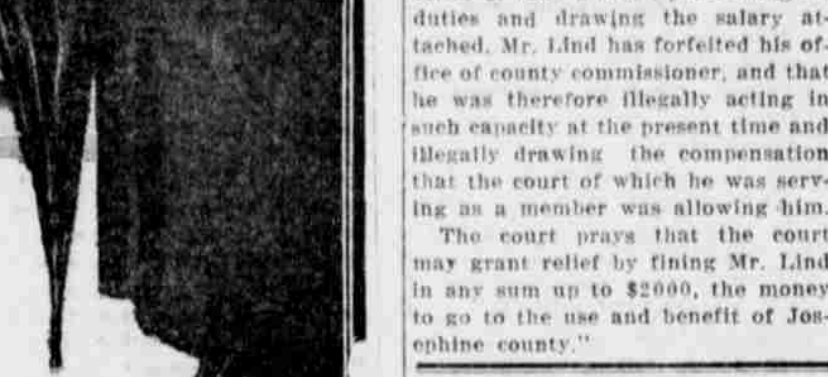 duties and drawing the salary at-
tached. Mr. Lind has forfeited his of-
fice of county commissioner, and that
he was therefore illegally acting in
such capacity at the present time and
illegally drawing the compensation
that the court of which he was serv-
ing as a member was allowing him.
The court prays that the court
may grant relief by fining Mr. Lind
in any sum up to $2000, the money
to go to the use and benefit of Jos-
ephine county."